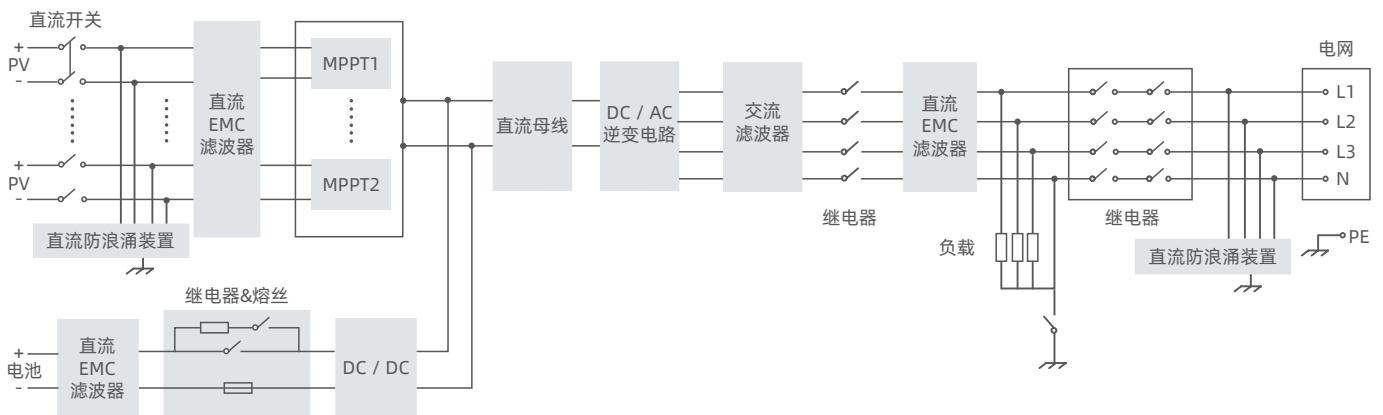 直流开关
+
PV
-
+
PV
-
直流
EMC
滤波器
MPPT1
MPPT2
直流防浪涌装置
直流母线
DC / AC
逆变电路
交流
滤波器
继电器
直流
EMC
滤波器
负载
继电器
直流防浪涌装置
电网
L1
L2
L3
N
PE
继电器&熔丝
+
电池
-
直流
EMC
滤波器
DC / DC